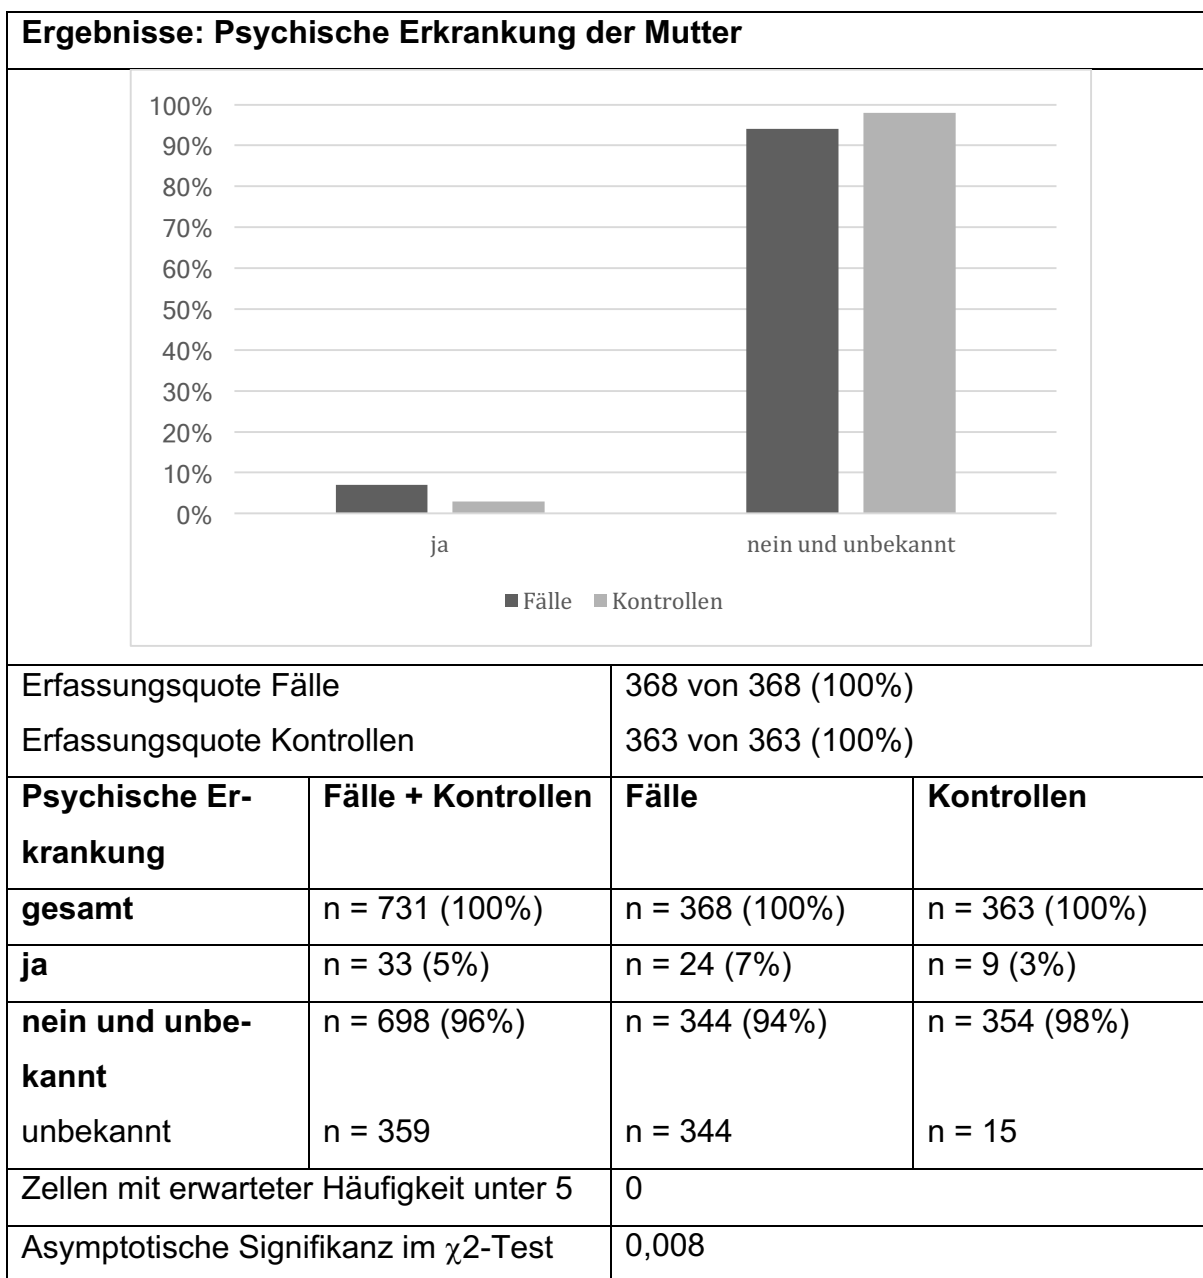 Ergebnisse: Psychische Erkrankung der Mutter
100%
90%
80%
70%
60%
50%
40%
30%
20%
10%
0%
ja nein und unbekannt
Fälle Kontrollen
Erfassungsquote Fälle 368 von 368 (100%)
Erfassungsquote Kontrollen 363 von 363 (100%)
Psychische Er- Fälle + Kontrollen Fälle Kontrollen
krankung
gesamt n = 731 (100%) n = 368 (100%) n = 363 (100%)
ja n = 33 (5%) n = 24 (7%) n = 9 (3%)
nein und unbe- n = 698 (96%) n = 344 (94%) n = 354 (98%)
kannt
unbekannt n = 359 n = 344 n = 15
Zellen mit erwarteter Häufigkeit unter 5 0
Asymptotische Signifikanz im χ2-Test 0,008